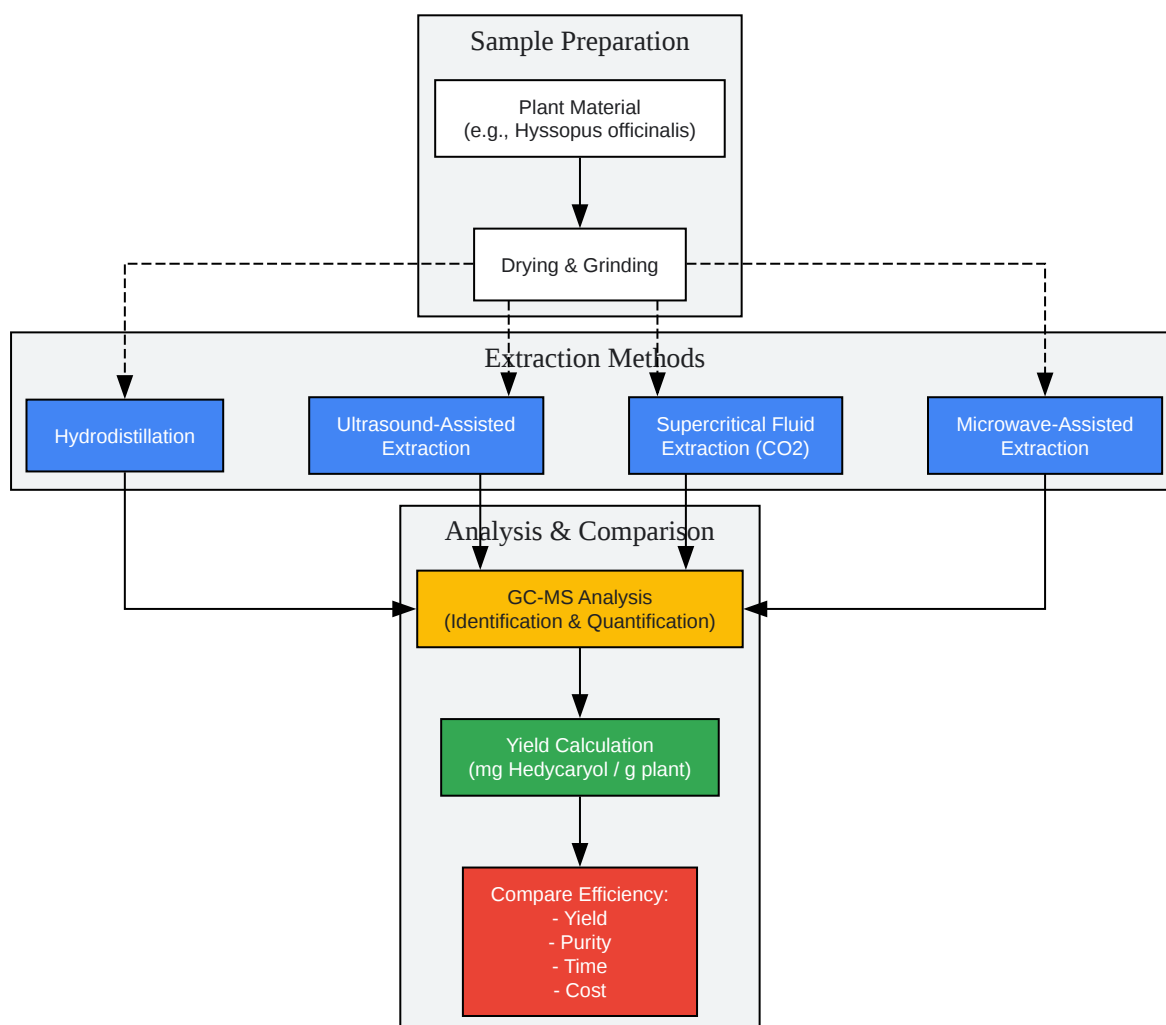 Sample Preparation
Plant Material
(e.g., Hyssopus officinalis)
Drying & Grinding
Extraction Methods
Hydrodistillation
Ultrasound-Assisted
Extraction
Supercritical Fluid
Extraction (CO2)
Microwave-Assisted
Extraction
Analysis & Comparison
GC-MS Analysis
(Identification & Quantification)
Yield Calculation
(mg Hedycaryol / g plant)
Compare Efficiency:
- Yield
- Purity
- Time
- Cost